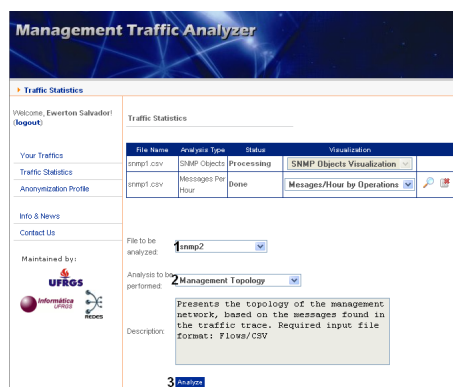 Management Traffic Analyzer
Traffic Statistics
Welcome, Ewerton Salvador!
(logout)
Traffic Statistics
File Name Analysis Type Status Visualization
snmp1.csv SNMP Objects Processing SNMP Objects Visualization
snmp1.csv Messages Per Hour Done Mesages/Hour by Operations
Your Traffics
Traffic Statistics
Anonymization Profile
Info & News
Contact Us
Maintained by:
UFRGS
Informática
UFRGS
REDES
File to be
analyzed:
1 snmp2
Analysis to be
performed:
2 Management Topology
Description:
Presents the topology of the management
network, based on the messages found in
the traffic trace. Required input file
format: Flows/CSV
3 Analyze